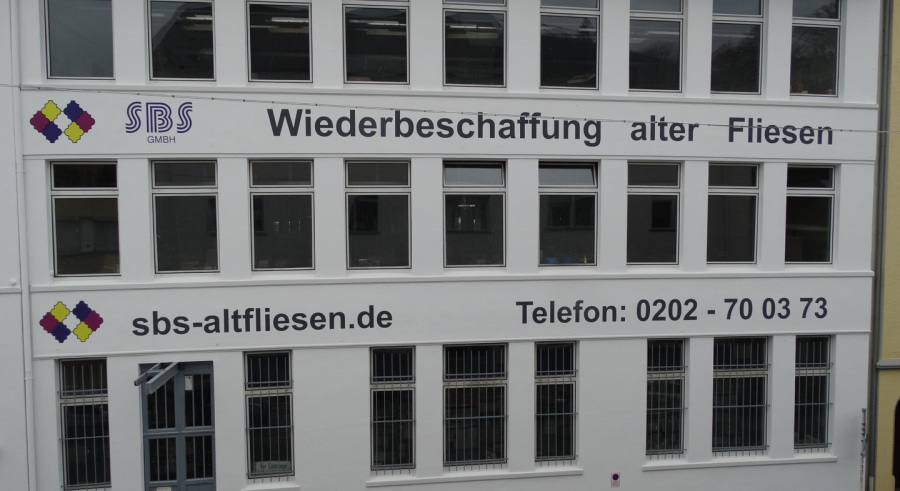 SBS
GMBH
Wiederbeschaffung alter Fliesen
sbs-altfliesen.de
Telefon: 0202 - 70 03 73